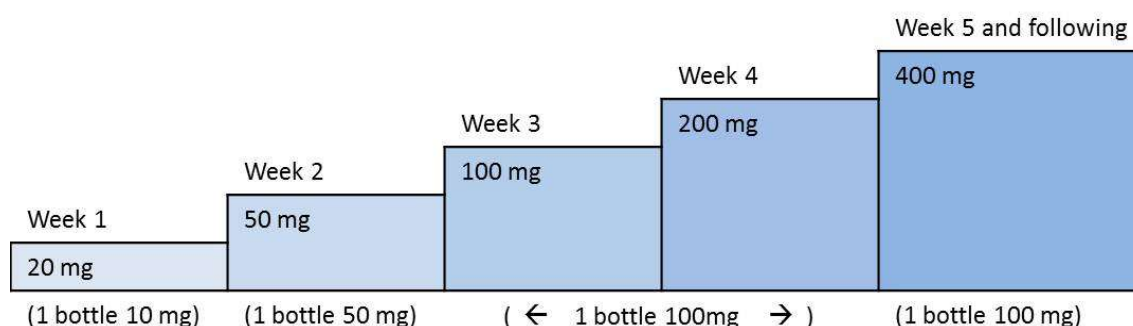 Week 5 and following
400 mg
Week 4
200 mg
Week 3
100 mg
Week 2
50 mg
Week 1
20 mg
(1 bottle 10 mg)
(1 bottle 50 mg)
( ← 1 bottle 100mg → )
(1 bottle 100 mg)